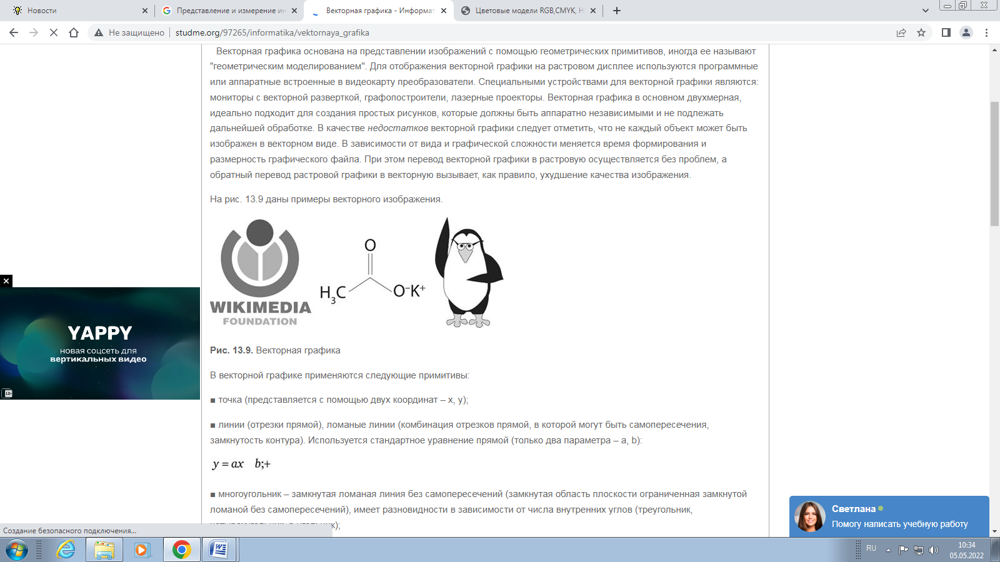 Новости
Представление и измерение ин
Векторная графика - Информат
Цветовые модели RGB,CMYK, H
Не защищено
studme.org/97265/informatika/vektornaya_grafika
Векторная графика основана на представлении изображений с помощью геометрических примитивов, иногда ее называют
"геометрическим моделированием". Для отображения векторной графики на растровом дисплее используются программные
или аппаратные встроенные в видеокарту преобразователи. Специальными устройствами для векторной графики являются:
мониторы с векторной разверткой, графопостроители, лазерные проекторы. Векторная графика в основном двухмерная,
идеально подходит для создания простых рисунков, которые должны быть аппаратно независимыми и не подлежать
дальнейшей обработке. В качестве недостатков векторной графики следует отметить, что не каждый объект может быть
изображен в векторном виде. В зависимости от вида и графической сложности меняется время формирования и
размерность графического файла. При этом перевод векторной графики в растровую осуществляется без проблем, а
обратный перевод растровой графики в векторную вызывает, как правило, ухудшение качества изображения.
На рис. 13.9 даны примеры векторного изображения.
O
H3C
O⁻K⁺
WIKIMEDIA
FOUNDATION
YAPPY
новая соцсеть для
вертикальных видео
12+
Рис. 13.9. Векторная графика
В векторной графике применяются следующие примитивы:
■ точка (представляется с помощью двух координат – x, y);
■ линии (отрезки прямой), ломаные линии (комбинация отрезков прямой, в которой могут быть самопересечения,
замкнутость контура). Используется стандартное уравнение прямой (только два параметра – a, b):
y = ax b;+
■ многоугольник – замкнутая ломаная линия без самопересечений (замкнутая область плоскости ограниченная замкнутой
ломаной без самопересечений), имеет разновидности в зависимости от числа внутренних углов (треугольник,
Светлана
Помогу написать учебную работу
Создание безопасного подключения...
RU
10:34
05.05.2022